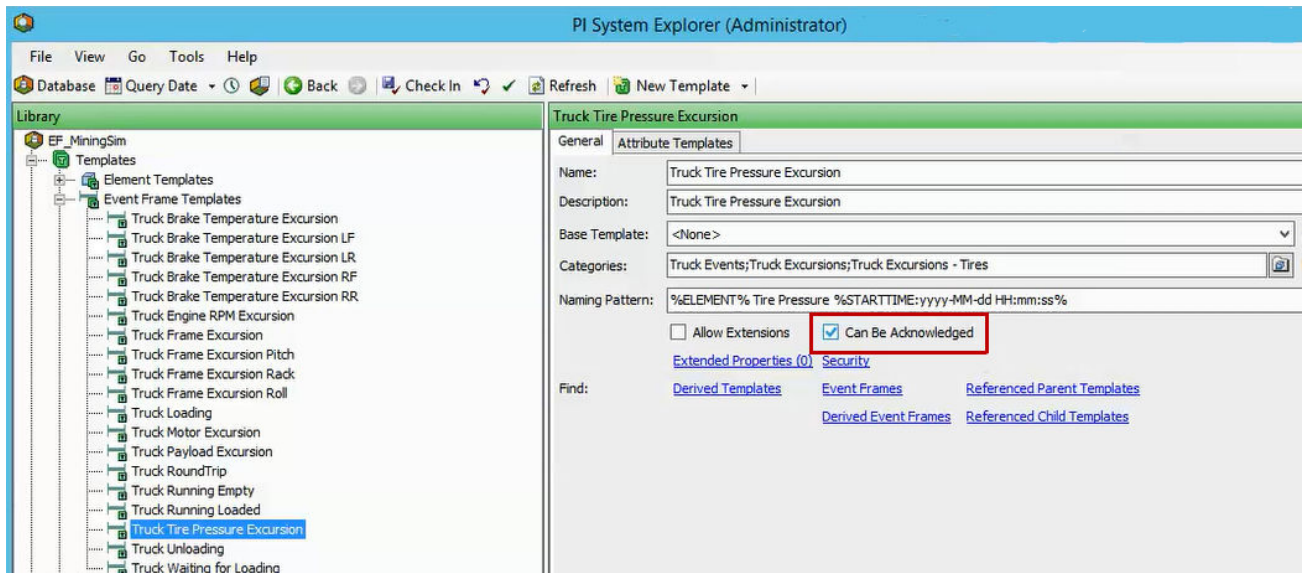 PI System Explorer (Administrator)
File View Go Tools Help
Database Query Date Back Check In Refresh New Template
Library
Truck Tire Pressure Excursion
EF_MiningSim
Templates
Element Templates
Event Frame Templates
Truck Brake Temperature Excursion
Truck Brake Temperature Excursion LF
Truck Brake Temperature Excursion LR
Truck Brake Temperature Excursion RF
Truck Brake Temperature Excursion RR
Truck Engine RPM Excursion
Truck Frame Excursion
Truck Frame Excursion Pitch
Truck Frame Excursion Rack
Truck Frame Excursion Roll
Truck Loading
Truck Motor Excursion
Truck Payload Excursion
Truck RoundTrip
Truck Running Empty
Truck Running Loaded
Truck Tire Pressure Excursion
Truck Unloading
Truck Waiting for Loading
General Attribute Templates
Name: Truck Tire Pressure Excursion
Description: Truck Tire Pressure Excursion
Base Template: <None>
Categories: Truck Events;Truck Excursions;Truck Excursions - Tires
Naming Pattern: %ELEMENT% Tire Pressure %STARTTIME:yyyy-MM-dd HH:mm:ss%
Allow Extensions Can Be Acknowledged
Extended Properties (0) Security
Find: Derived Templates Event Frames Referenced Parent Templates
Derived Event Frames Referenced Child Templates